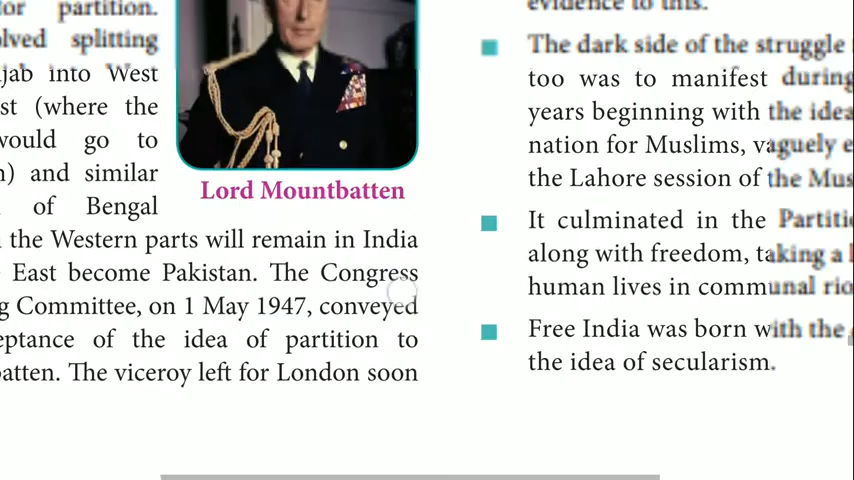 for partition.
olved splitting
jab into West
st (where the
would go to
) and similar
of Bengal
Lord Mountbatten
the Western parts will remain in India
East become Pakistan. The Congress
g Committee, on 1 May 1947, conveyed
eptance of the idea of partition to
batten. The viceroy left for London soon
evidence to this.
The dark side of the struggle
too was to manifest during
years beginning with the idea
nation for Muslims, vaguely e
the Lahore session of the Mus
It culminated in the Partitio
along with freedom, taking a
human lives in communal rio
Free India was born with the
the idea of secularism.